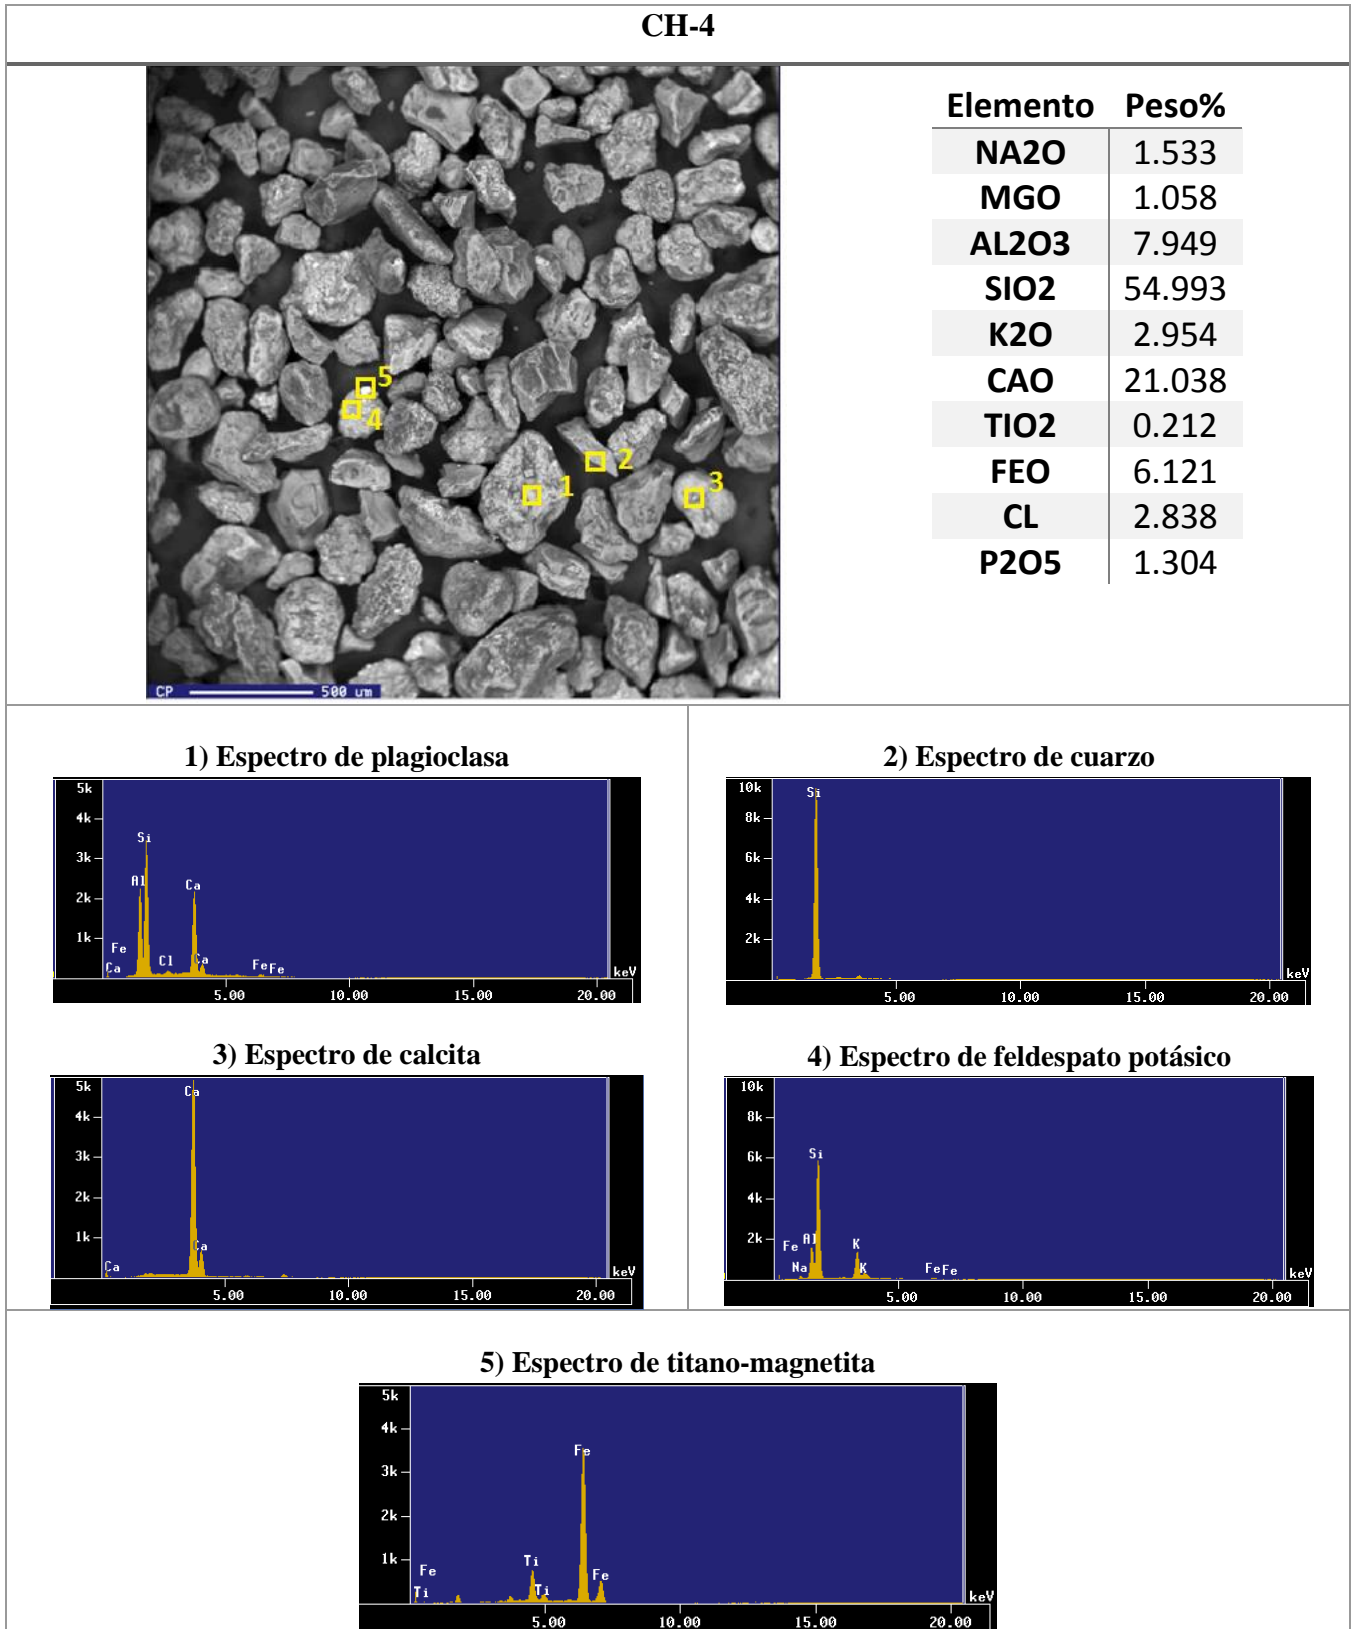 CH-4
Elemento Peso%
NA2O 1.533
MGO 1.058
AL2O3 7.949
SIO2 54.993
K2O 2.954
CAO 21.038
TIO2 0.212
FEO 6.121
CL 2.838
P2O5 1.304
5
4
2
1
3
CP 500 um
1) Espectro de plagioclasa
5k
4k
Si
3k
Al Ca
2k
1k
Fe
Ca Cl Ca Fe Fe
keV
5.00 10.00 15.00 20.00
2) Espectro de cuarzo
10k
Si
8k
6k
4k
2k
keV
5.00 10.00 15.00 20.00
3) Espectro de calcita
5k
Ca
4k
3k
2k
1k
Ca
Ca
keV
5.00 10.00 15.00 20.00
4) Espectro de feldespato potásico
10k
8k
6k
Si
4k
2k
Fe Al K
Na K Fe Fe
keV
5.00 10.00 15.00 20.00
5) Espectro de titano-magnetita
5k
4k
Fe
3k
2k
1k
Fe Ti
Ti Ti Fe
keV
5.00 10.00 15.00 20.00